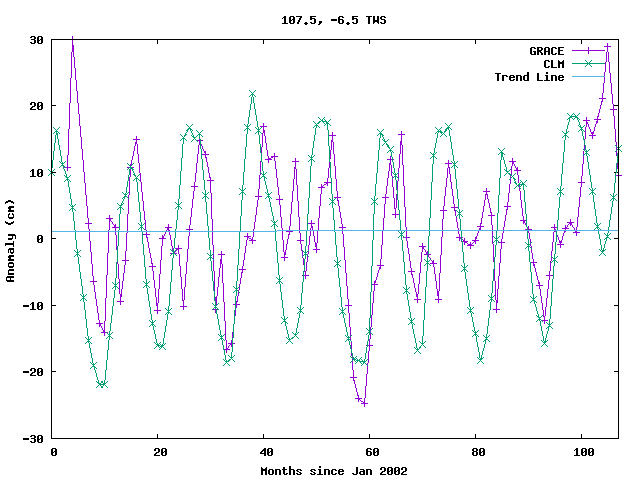 107.5, -6.5 TWS
GRACE
CLM
Trend Line
30
20
10
0
-10
-20
-30
Anomaly (cm)
0 20 40 60 80 100
Months since Jan 2002